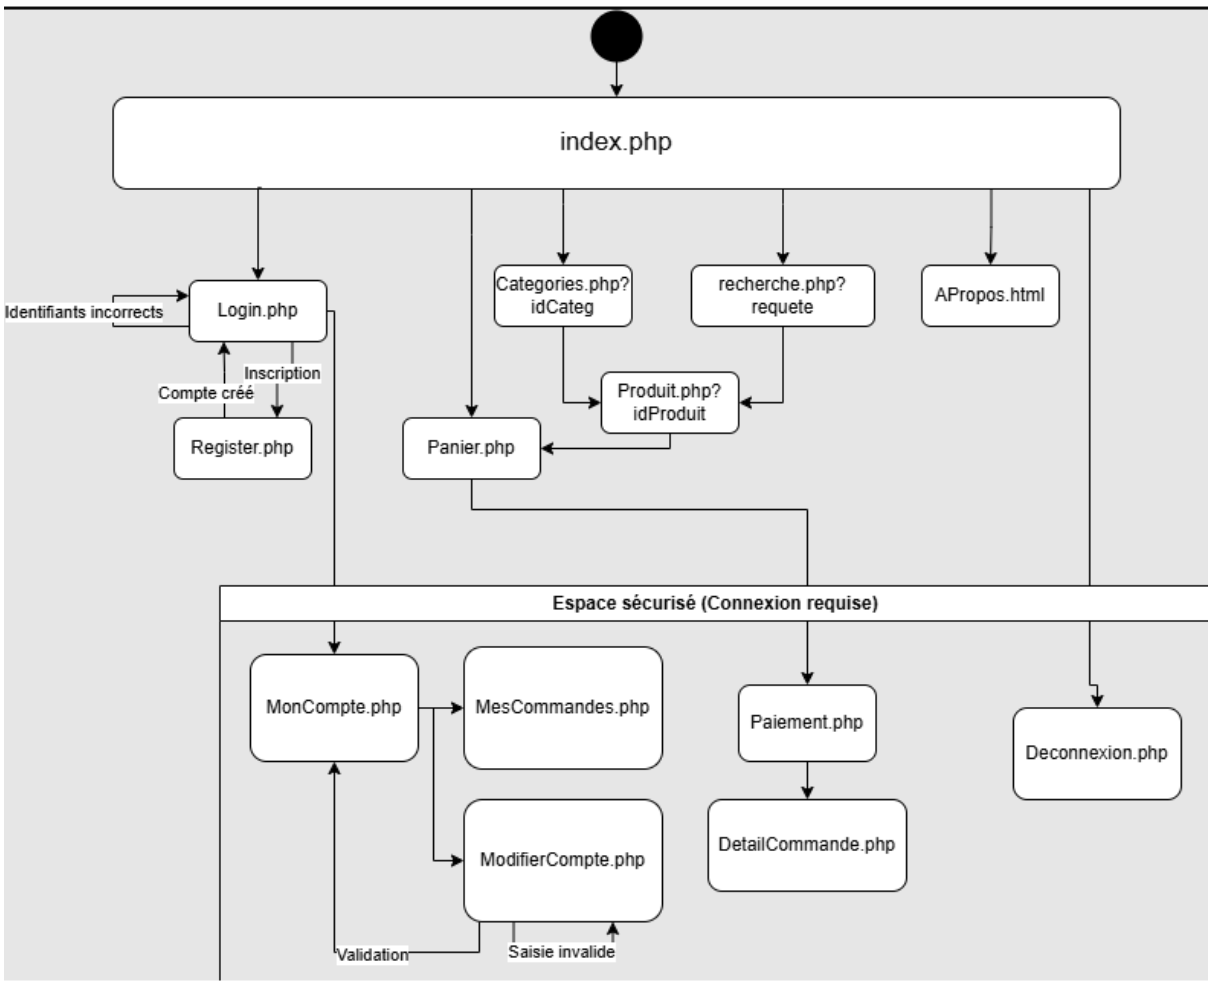 index.php
Categories.php?
idCateg
recherche.php?
requete
APropos.html
Login.php
Identifiants incorrects
Inscription
Compte créé
Produit.php?
idProduit
Register.php
Panier.php
Espace sécurisé (Connexion requise)
MonCompte.php
MesCommandes.php
Paiement.php
Deconnexion.php
DetailCommande.php
ModifierCompte.php
Validation
Saisie invalide